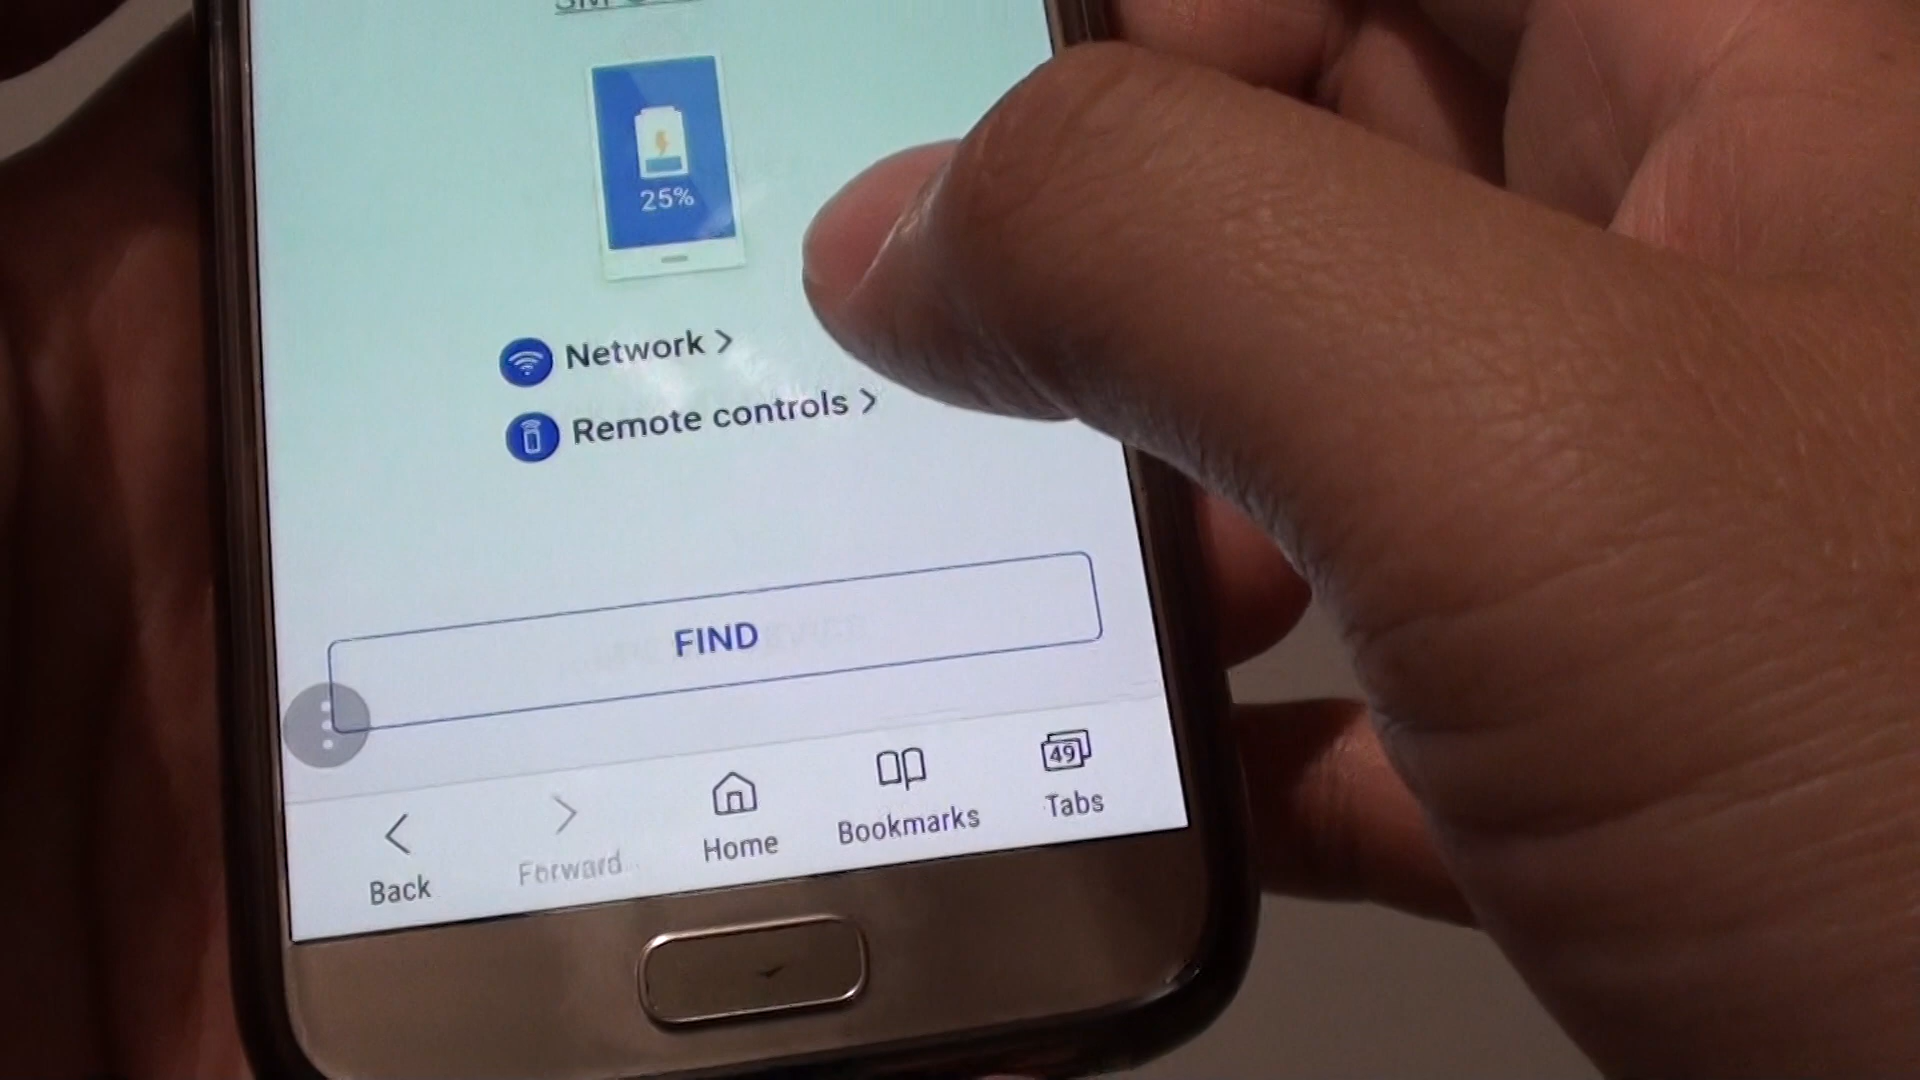 25%
Network >
Remote controls >
FIND
49
Back
Forward
Home
Bookmarks
Tabs